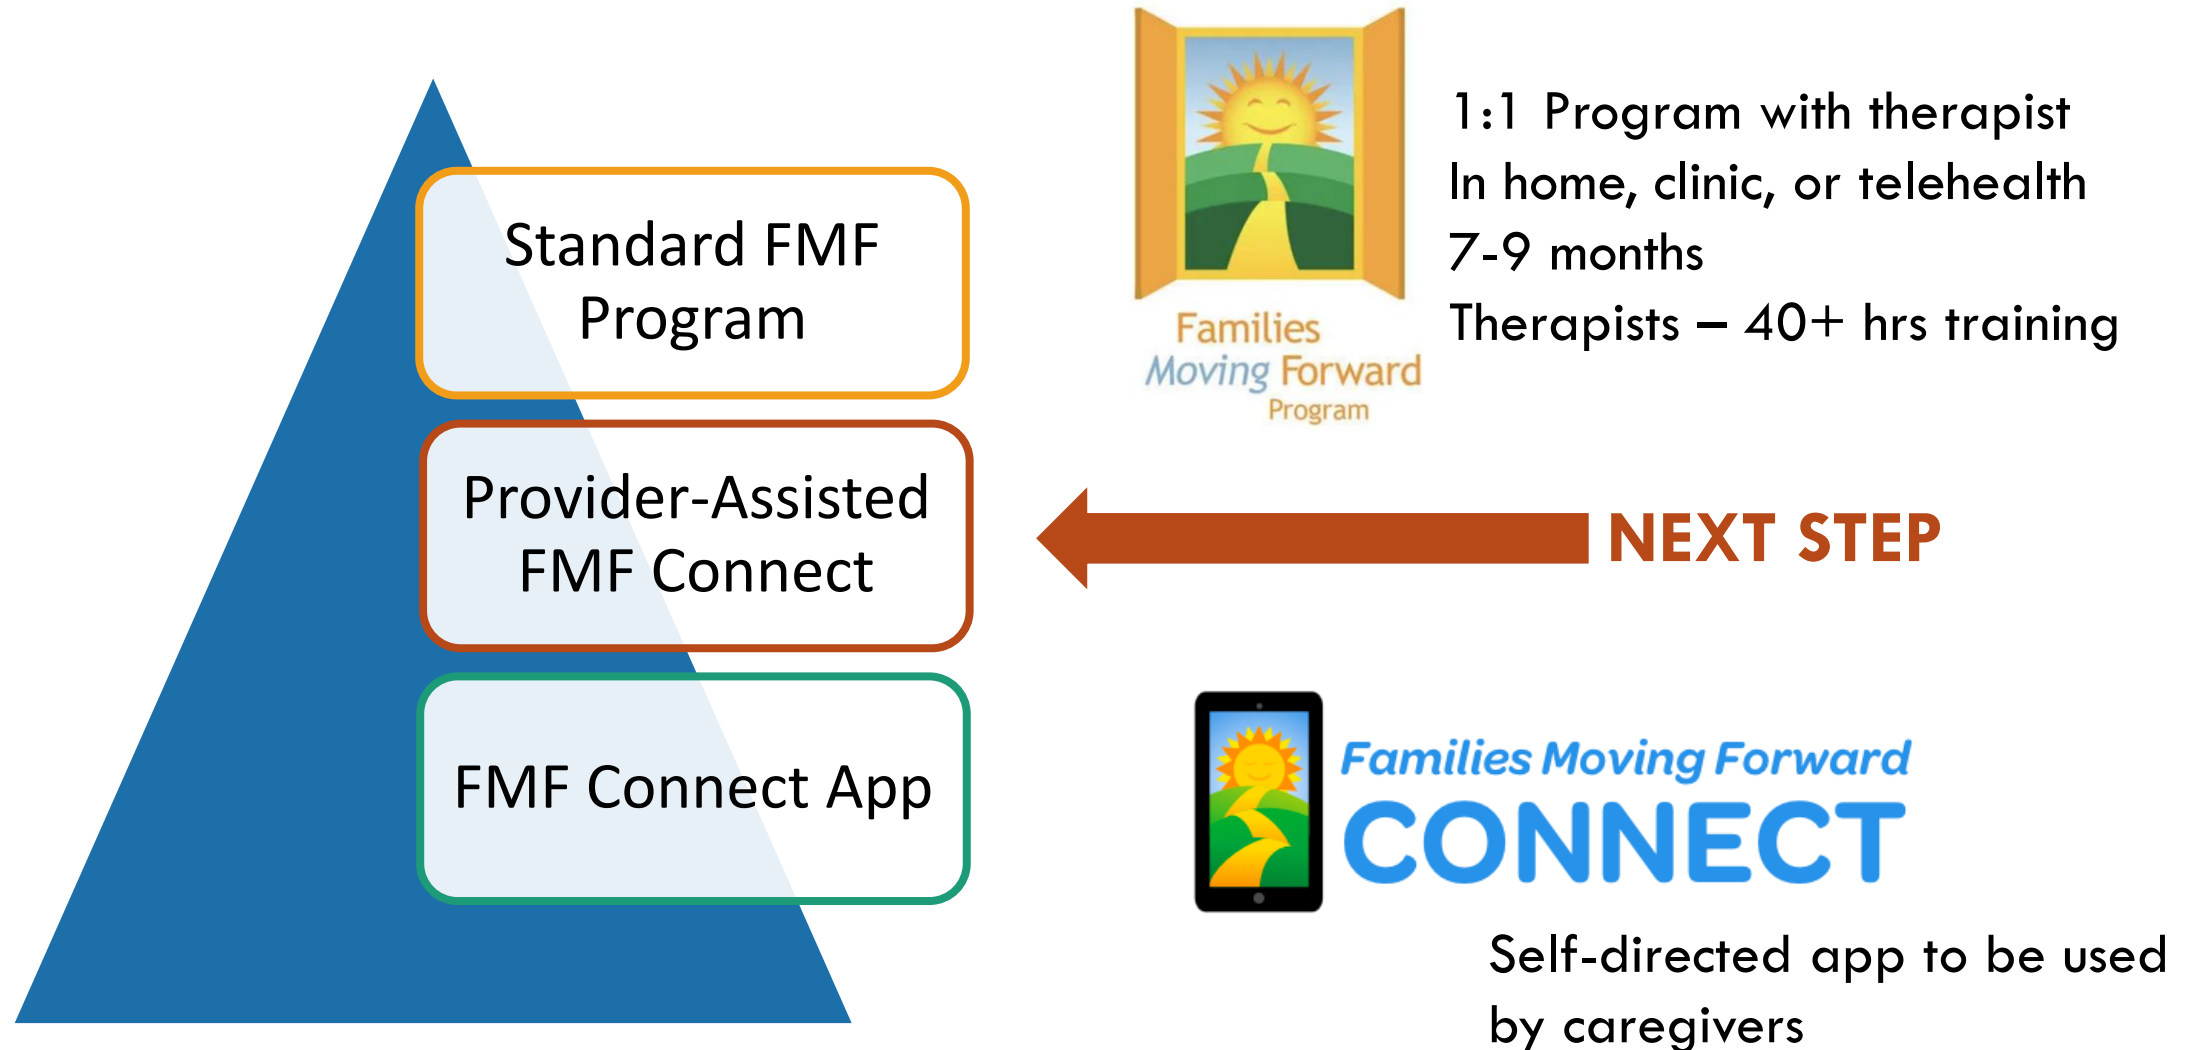 Standard FMF
Program
Provider-Assisted
FMF Connect
FMF Connect App
Families
Moving Forward
Program
1:1 Program with therapist
In home, clinic, or telehealth
7-9 months
Therapists – 40+ hrs training
NEXT STEP
Families Moving Forward
CONNECT
Self-directed app to be used
by caregivers